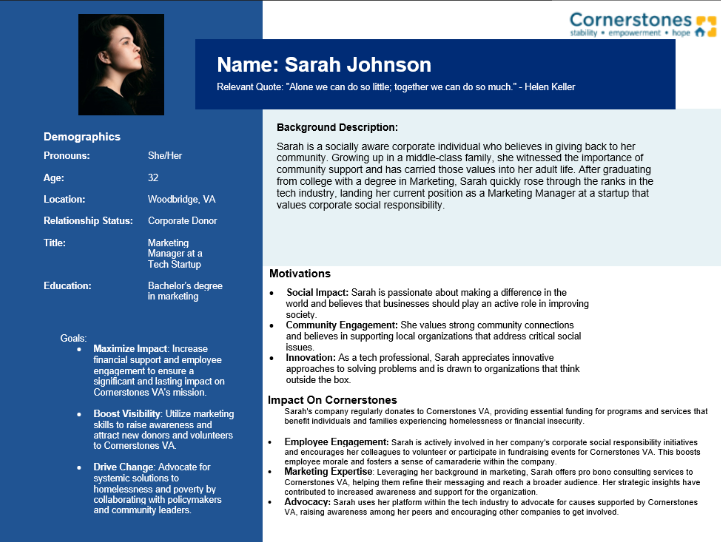 Cornerstones
stability • empowerment • hope
Name: Sarah Johnson
Relevant Quote: "Alone we can do so little; together we can do so much." - Helen Keller
Demographics
Pronouns: She/Her
Age: 32
Location: Woodbridge, VA
Relationship Status: Corporate Donor
Title: Marketing
Manager at a
Tech Startup
Education: Bachelor's degree
in marketing
Goals:
• Maximize Impact: Increase
financial support and employee
engagement to ensure a
significant and lasting impact on
Cornerstones VA's mission.
• Boost Visibility: Utilize marketing
skills to raise awareness and
attract new donors and volunteers
to Cornerstones VA.
• Drive Change: Advocate for
systemic solutions to
homelessness and poverty by
collaborating with policymakers
and community leaders.
Background Description:
Sarah is a socially aware corporate individual who believes in giving back to her
community. Growing up in a middle-class family, she witnessed the importance of
community support and has carried those values into her adult life. After graduating
from college with a degree in Marketing, Sarah quickly rose through the ranks in the
tech industry, landing her current position as a Marketing Manager at a startup that
values corporate social responsibility.
Motivations
• Social Impact: Sarah is passionate about making a difference in the
world and believes that businesses should play an active role in improving
society.
• Community Engagement: She values strong community connections
and believes in supporting local organizations that address critical social
issues.
• Innovation: As a tech professional, Sarah appreciates innovative
approaches to solving problems and is drawn to organizations that think
outside the box.
Impact On Cornerstones
Sarah's company regularly donates to Cornerstones VA, providing essential funding for programs and services that
benefit individuals and families experiencing homelessness or financial insecurity.
• Employee Engagement: Sarah is actively involved in her company's corporate social responsibility initiatives
and encourages her colleagues to volunteer or participate in fundraising events for Cornerstones VA. This boosts
employee morale and fosters a sense of camaraderie within the company.
• Marketing Expertise: Leveraging her background in marketing, Sarah offers pro bono consulting services to
Cornerstones VA, helping them refine their messaging and reach a broader audience. Her strategic insights have
contributed to increased awareness and support for the organization.
• Advocacy: Sarah uses her platform within the tech industry to advocate for causes supported by Cornerstones
VA, raising awareness among her peers and encouraging other companies to get involved.